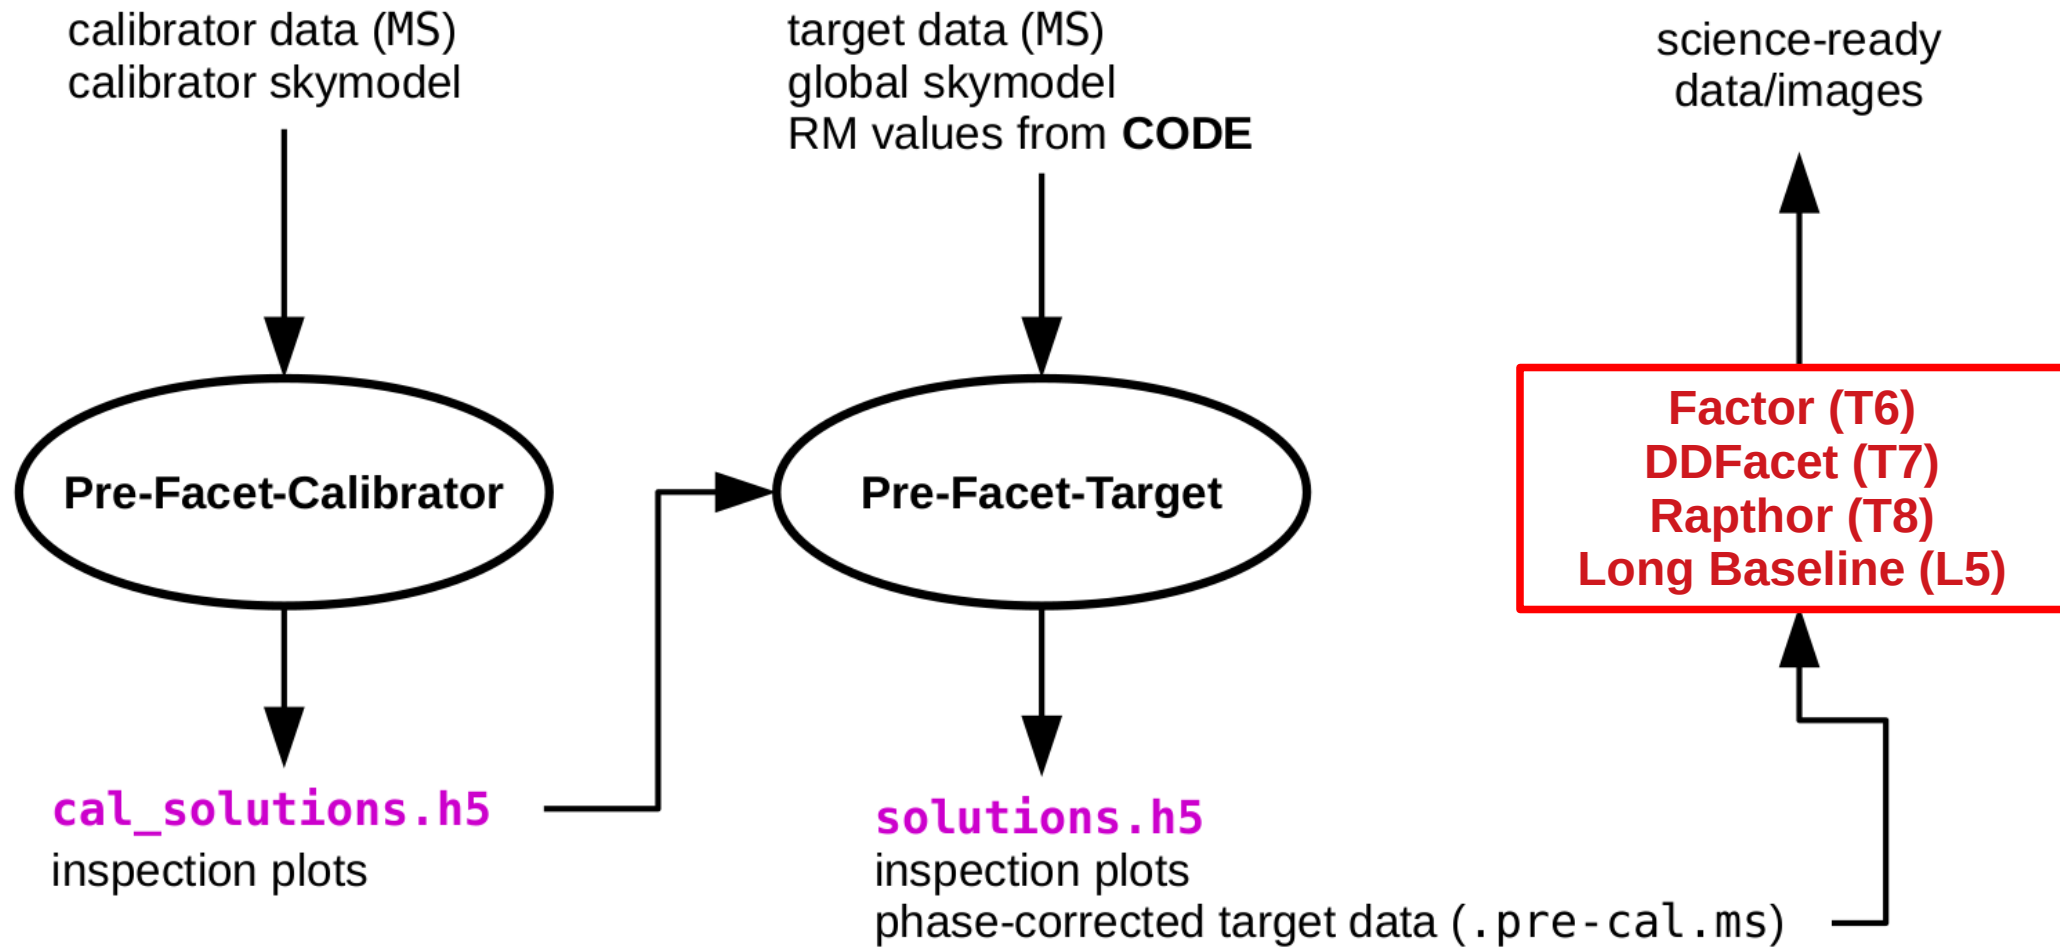 calibrator data (MS)
calibrator skymodel
target data (MS)
global skymodel
RM values from CODE
science-ready
data/images
Pre-Facet-Calibrator
Pre-Facet-Target
Factor (T6)
DDFacet (T7)
Rapthor (T8)
Long Baseline (L5)
cal_solutions.h5
inspection plots
solutions.h5
inspection plots
phase-corrected target data (.pre-cal.ms)